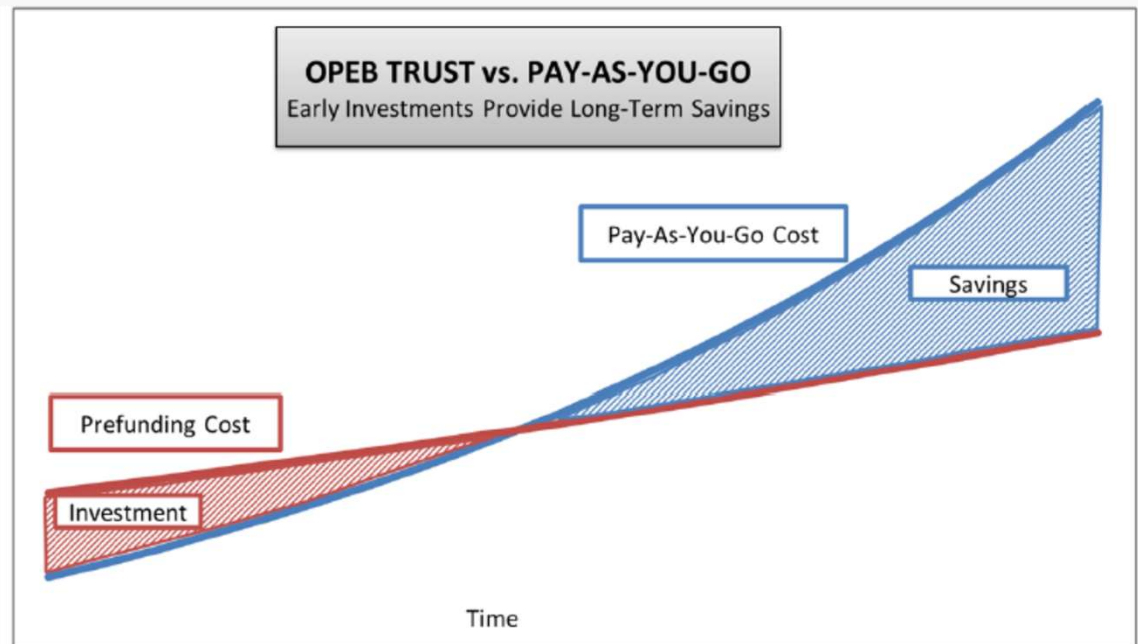 OPEB TRUST vs. PAY-AS-YOU-GO
Early Investments Provide Long-Term Savings
Pay-As-You-Go Cost
Savings
Prefunding Cost
Investment
Time